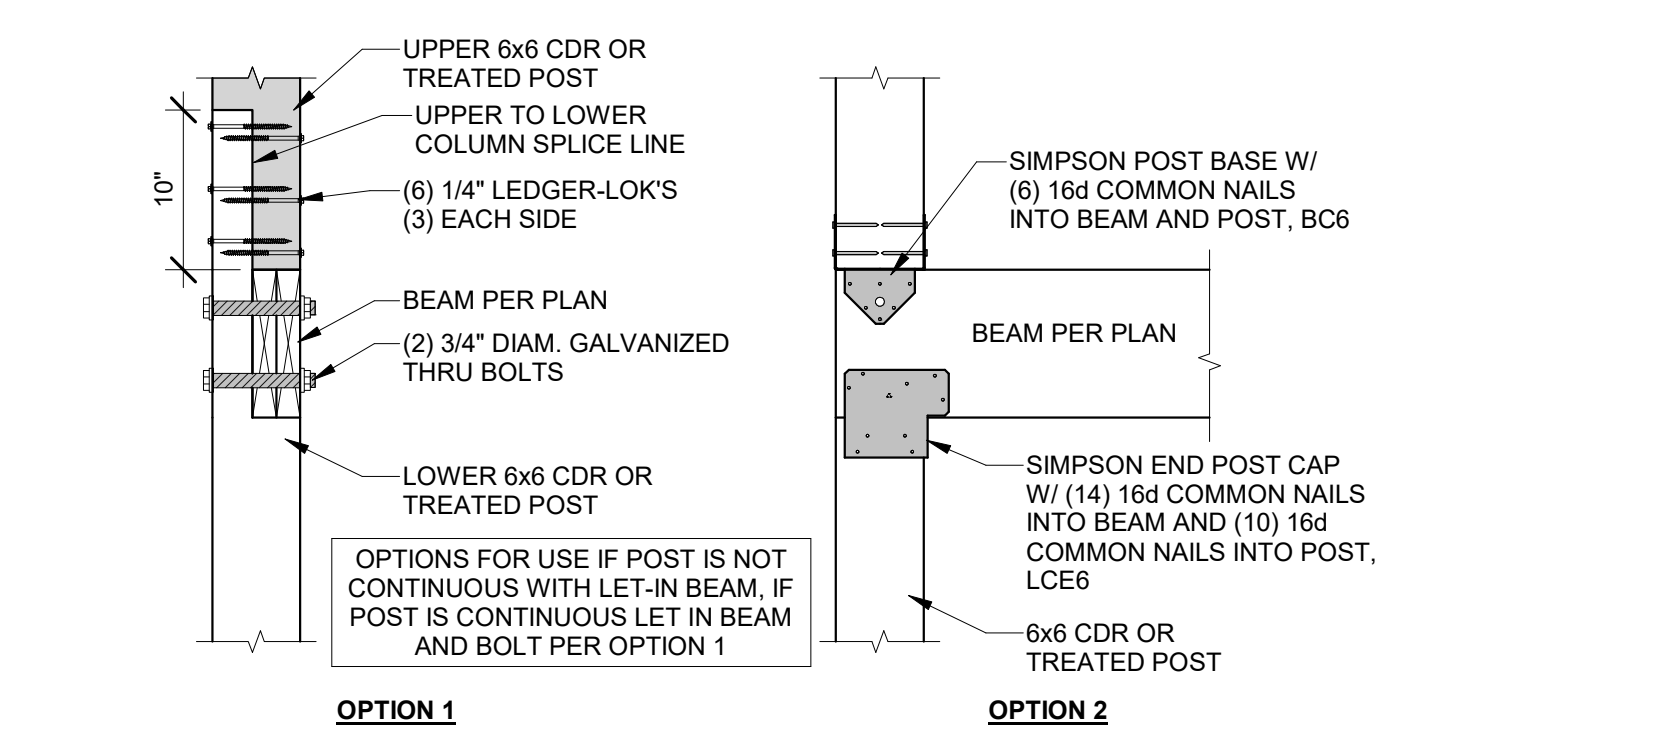 UPPER 6x6 CDR OR
TREATED POST
UPPER TO LOWER
COLUMN SPLICE LINE
10"
(6) 1/4" LEDGER-LOK'S
(3) EACH SIDE
BEAM PER PLAN
(2) 3/4" DIAM. GALVANIZED
THRU BOLTS
LOWER 6x6 CDR OR
TREATED POST
OPTIONS FOR USE IF POST IS NOT
CONTINUOUS WITH LET-IN BEAM, IF
POST IS CONTINUOUS LET IN BEAM
AND BOLT PER OPTION 1
OPTION 1
SIMPSON POST BASE W/
(6) 16d COMMON NAILS
INTO BEAM AND POST, BC6
BEAM PER PLAN
SIMPSON END POST CAP
W/ (14) 16d COMMON NAILS
INTO BEAM AND (10) 16d
COMMON NAILS INTO POST,
LCE6
6x6 CDR OR
TREATED POST
OPTION 2